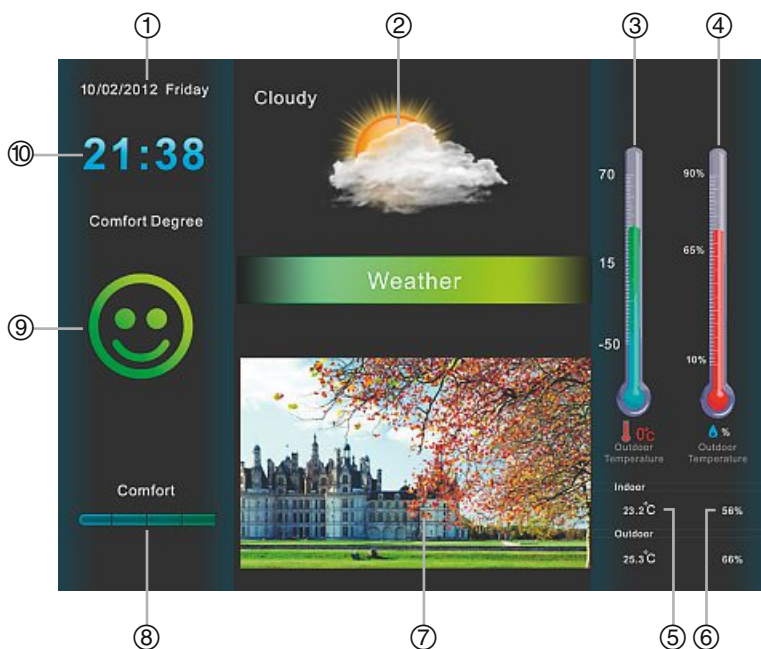 ① ② ③ ④
10/02/2012 Friday
⑩ 21:38
Comfort Degree
⑨
Comfort
⑧
Cloudy
Weather
⑦
70
15
-50
0°C
Outdoor
Temperature
90%
65%
10%
%
Outdoor
Temperature
Indoor
23.2°C 56%
Outdoor
25.3°C 66%
⑤ ⑥